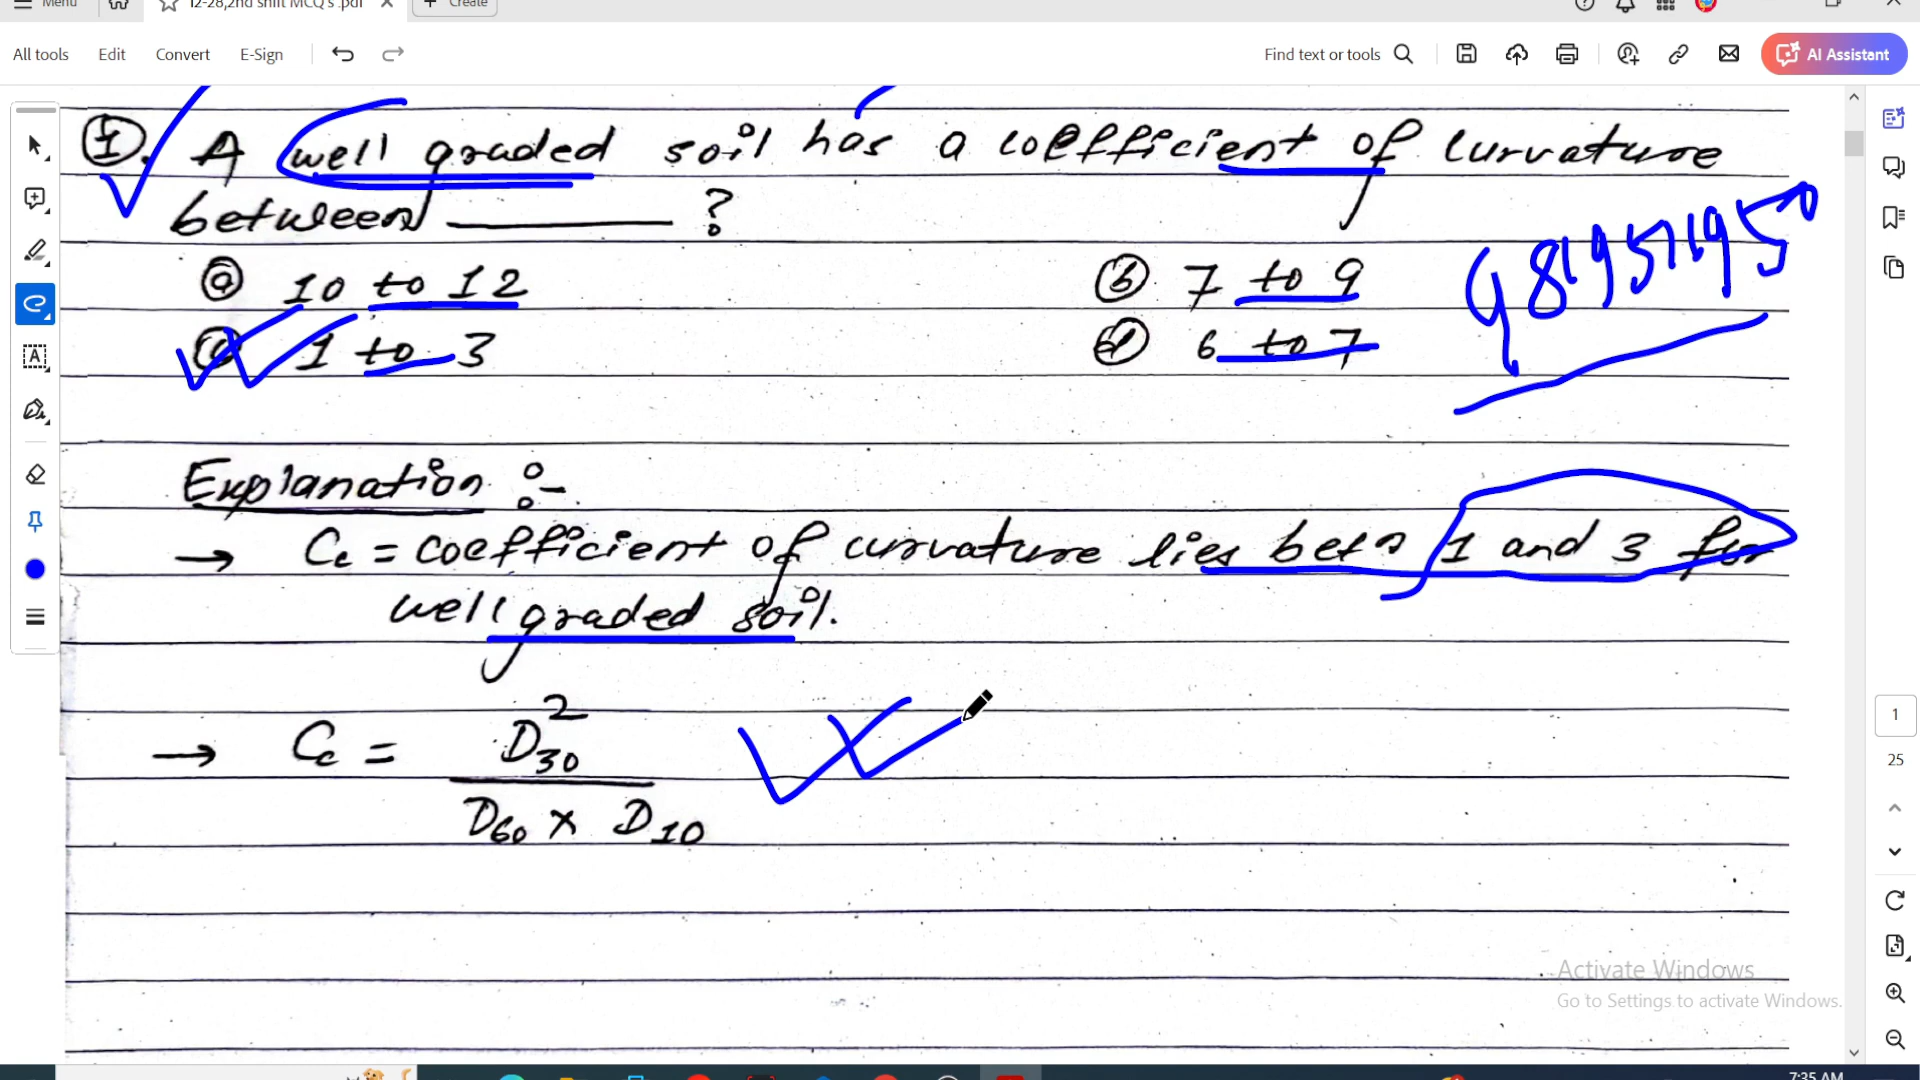 Menu
12-28,2nd shift MCQ's .pdf
Create
All tools Edit Convert E-Sign
Find text or tools
AI Assistant
1. A well graded soil has a coefficient of curvature
between ______ ?
(a) 10 to 12
(b) 7 to 9
(c) 1 to 3
(d) 6 to 7
Explanation :-
→ Cc = coefficient of curvature lies betn 1 and 3 for
well graded soil.
→ Cc = D30² / D60 × D10
1
25
Activate Windows
Go to Settings to activate Windows.
7:35 AM